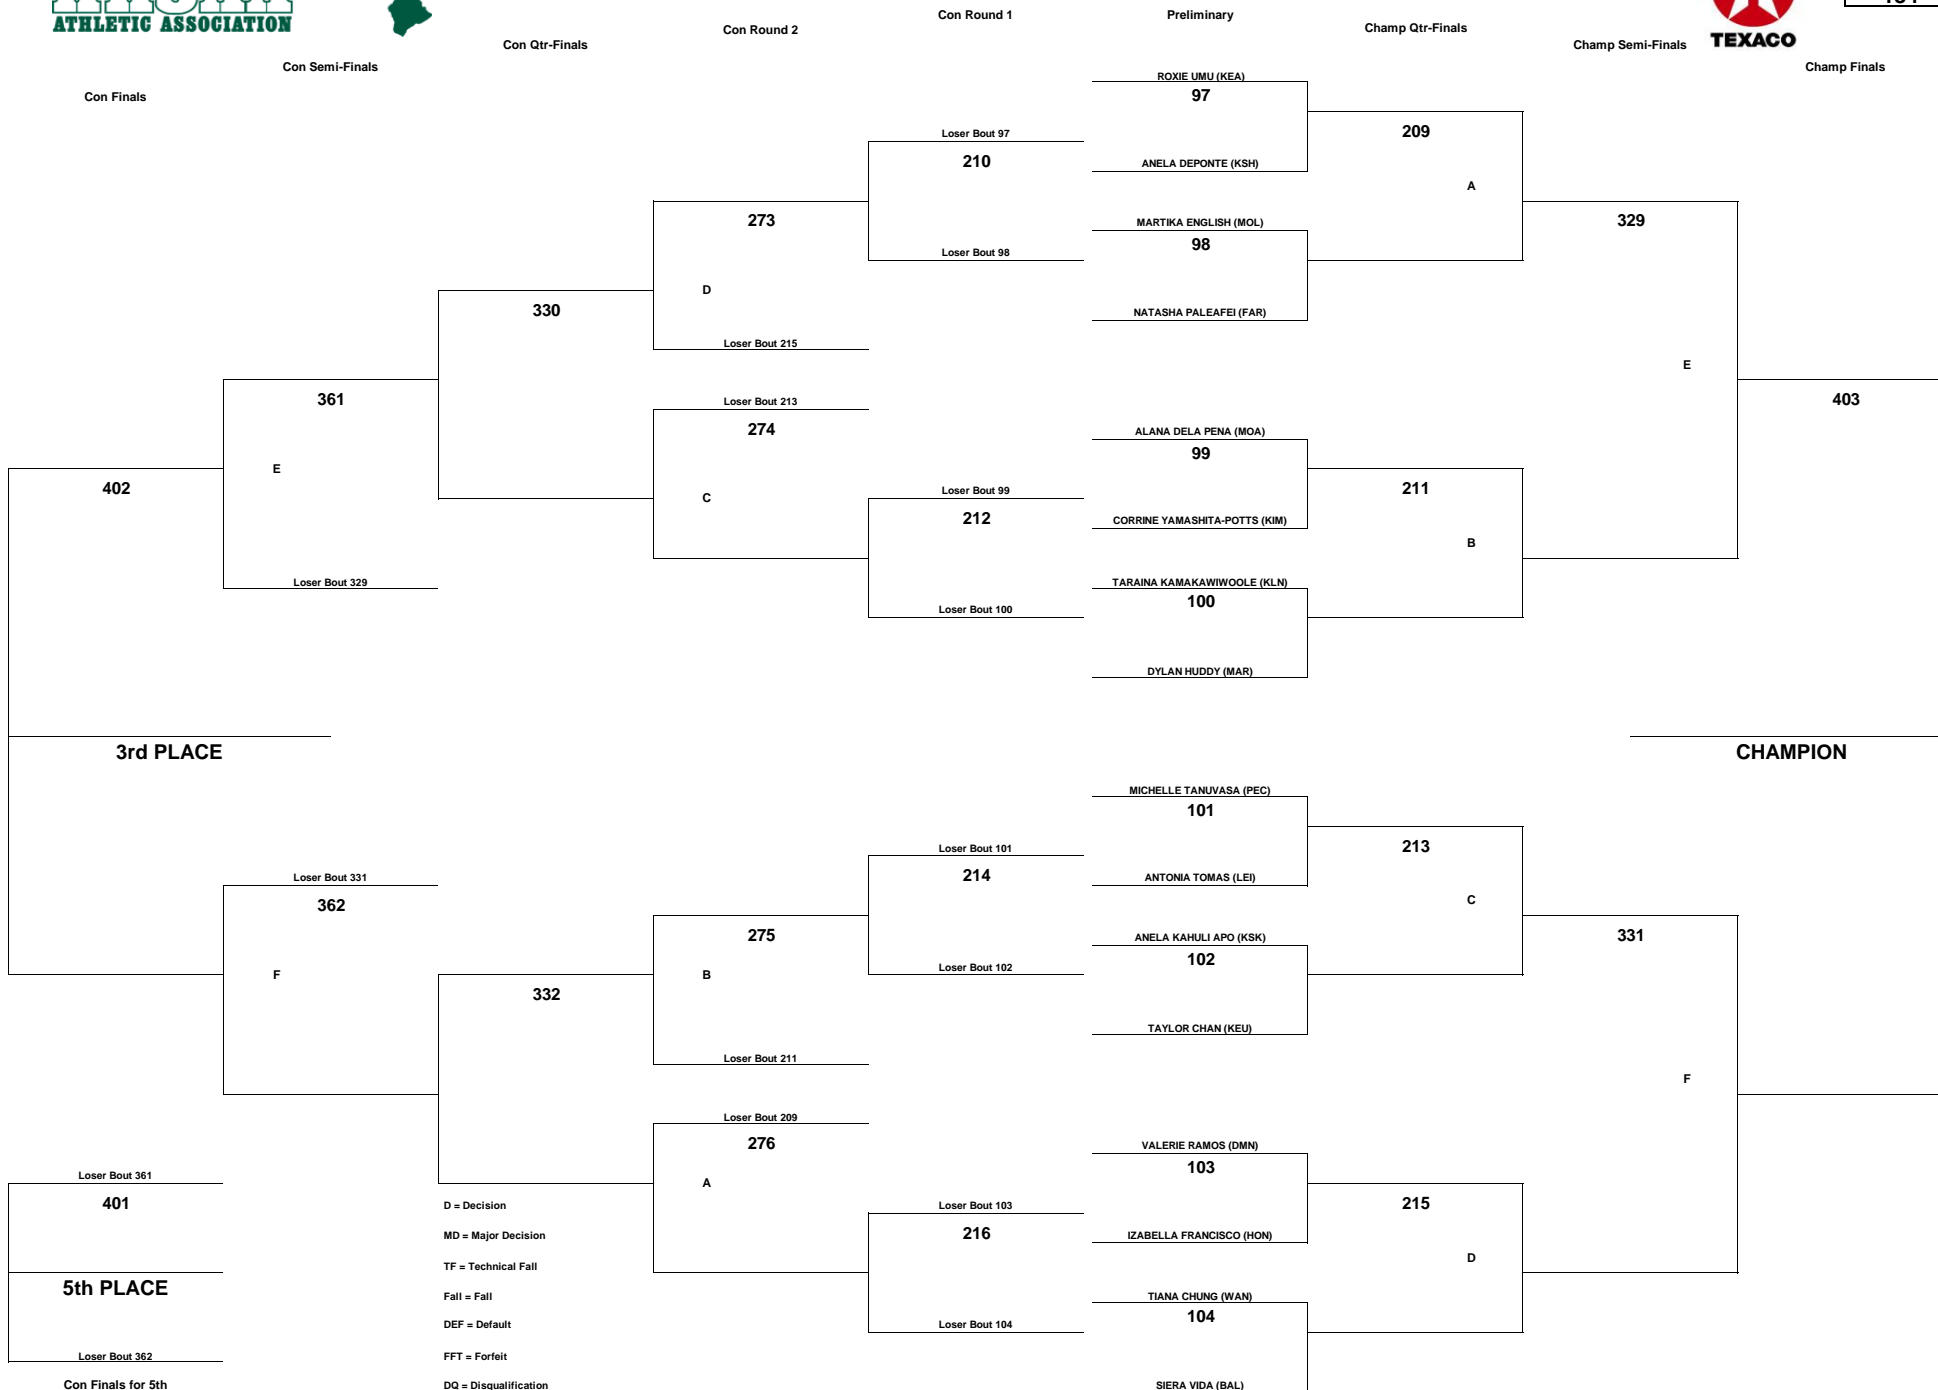 ATHLETIC ASSOCIATION
TEXACO
Con Finals
Con Semi-Finals
Con Qtr-Finals
Con Round 2
Con Round 1
Preliminary
Champ Qtr-Finals
Champ Semi-Finals
Champ Finals
ROXIE UMU (KEA)
97
ANELA DEPONTE (KSH)
MARTIKA ENGLISH (MOL)
98
NATASHA PALEAFEI (FAR)
ALANA DELA PENA (MOA)
99
CORRINE YAMASHITA-POTTS (KIM)
TARAINA KAMAKAWIWOOLE (KLN)
100
DYLAN HUDDY (MAR)
MICHELLE TANUVASA (PEC)
101
ANTONIA TOMAS (LEI)
ANELA KAHULI APO (KSK)
102
TAYLOR CHAN (KEU)
VALERIE RAMOS (DMN)
103
IZABELLA FRANCISCO (HON)
TIANA CHUNG (WAN)
104
SIERA VIDA (BAL)
209
A
211
B
213
C
215
D
329
E
331
F
403
CHAMPION
Loser Bout 97
210
Loser Bout 98
Loser Bout 99
212
Loser Bout 100
Loser Bout 101
214
Loser Bout 102
Loser Bout 103
216
Loser Bout 104
273
D
Loser Bout 215
Loser Bout 213
274
C
275
B
Loser Bout 211
Loser Bout 209
276
A
330
332
361
E
Loser Bout 329
Loser Bout 331
362
F
402
3rd PLACE
Loser Bout 361
401
5th PLACE
Loser Bout 362
Con Finals for 5th
D = Decision
MD = Major Decision
TF = Technical Fall
Fall = Fall
DEF = Default
FFT = Forfeit
DQ = Disqualification